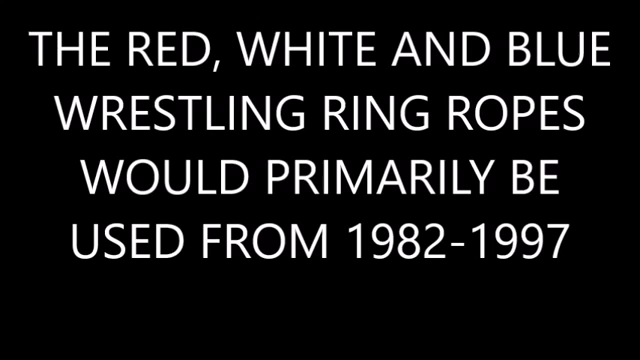 THE RED, WHITE AND BLUE
WRESTLING RING ROPES
WOULD PRIMARILY BE
USED FROM 1982-1997